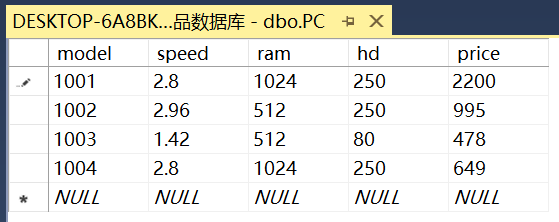 DESKTOP-6A8BK...品数据库 - dbo.PC
model speed ram hd price
1001 2.8 1024 250 2200
1002 2.96 512 250 995
1003 1.42 512 80 478
1004 2.8 1024 250 649
NULL NULL NULL NULL NULL